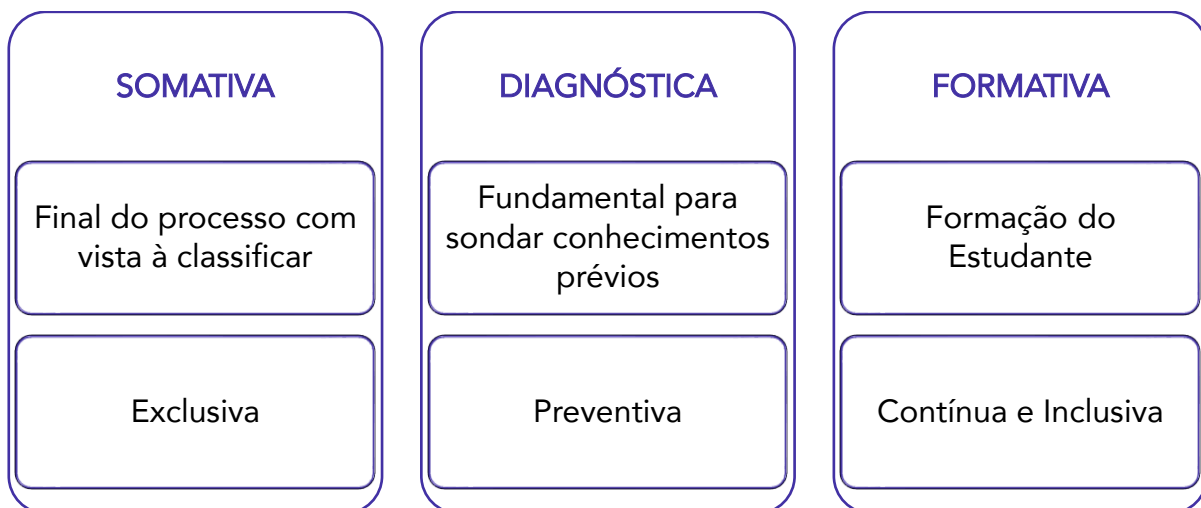 SOMATIVA
Final do processo com
vista à classificar
Exclusiva
DIAGNÓSTICA
Fundamental para
sondar conhecimentos
prévios
Preventiva
FORMATIVA
Formação do
Estudante
Contínua e Inclusiva